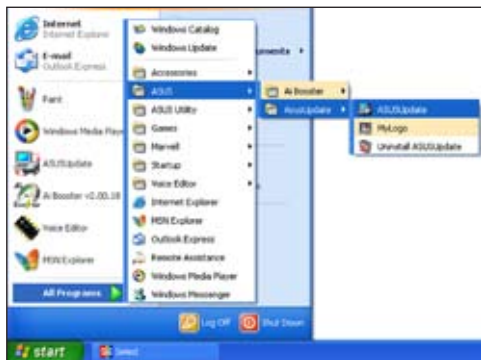 Internet
Internet Explorer
E-mail
Outlook Express
Paint
Windows Media Player
ASUSUpdate
Ai Booster v2.00.18
Voice Editor
MSN Explorer
All Programs
Windows Catalog
Windows Update
Accessories
ASUS
ASUS Utility
Games
Marvell
Startup
Voice Editor
Internet Explorer
MSN Explorer
Outlook Express
Remote Assistance
Windows Media Player
Windows Messenger
Ai Booster
AsusUpdate
ASUSUpdate
MyLogo
Uninstall ASUSUpdate
Log Off
Shut Down
start